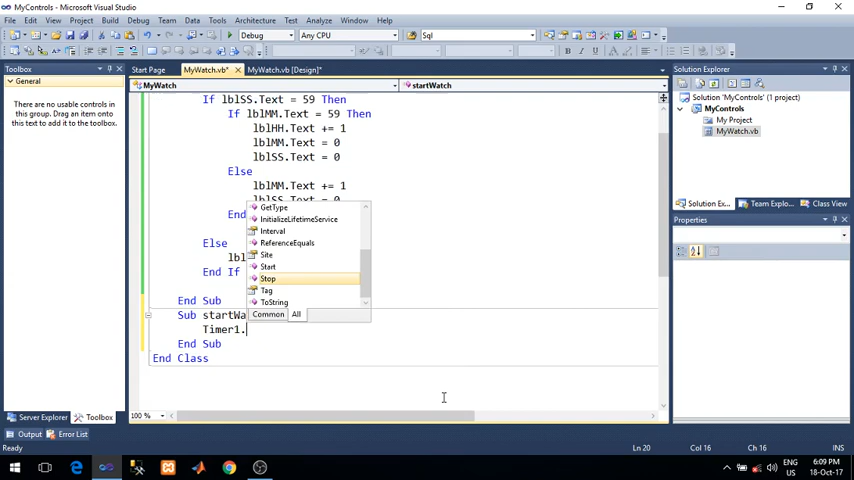 MyControls - Microsoft Visual Studio
File Edit View Project Build Debug Team Data Tools Architecture Test Analyze Window Help
Debug Any CPU Sql
Toolbox
General
There are no usable controls in
this group. Drag an item onto
this text to add it to the toolbox.
Start Page MyWatch.vb* MyWatch.vb [Design]*
MyWatch startWatch
If lblSS.Text = 59 Then
If lblMM.Text = 59 Then
lblHH.Text += 1
lblMM.Text = 0
lblSS.Text = 0
Else
lblMM.Text += 1
lblSS.Text = 0
End
Else
lbl
End If
End Sub
Sub startWa
Timer1.
End Sub
End Class
GetType
InitializeLifetimeService
Interval
ReferenceEquals
Site
Start
Stop
Tag
ToString
Common All
100 %
Solution Explorer
Solution 'MyControls' (1 project)
MyControls
My Project
MyWatch.vb
Solution Ex... Team Explor... Class View
Properties
Server Explorer Toolbox
Output Error List
Ready Ln 20 Col 16 Ch 16 INS
ENG
US
6:09 PM
18-Oct-17